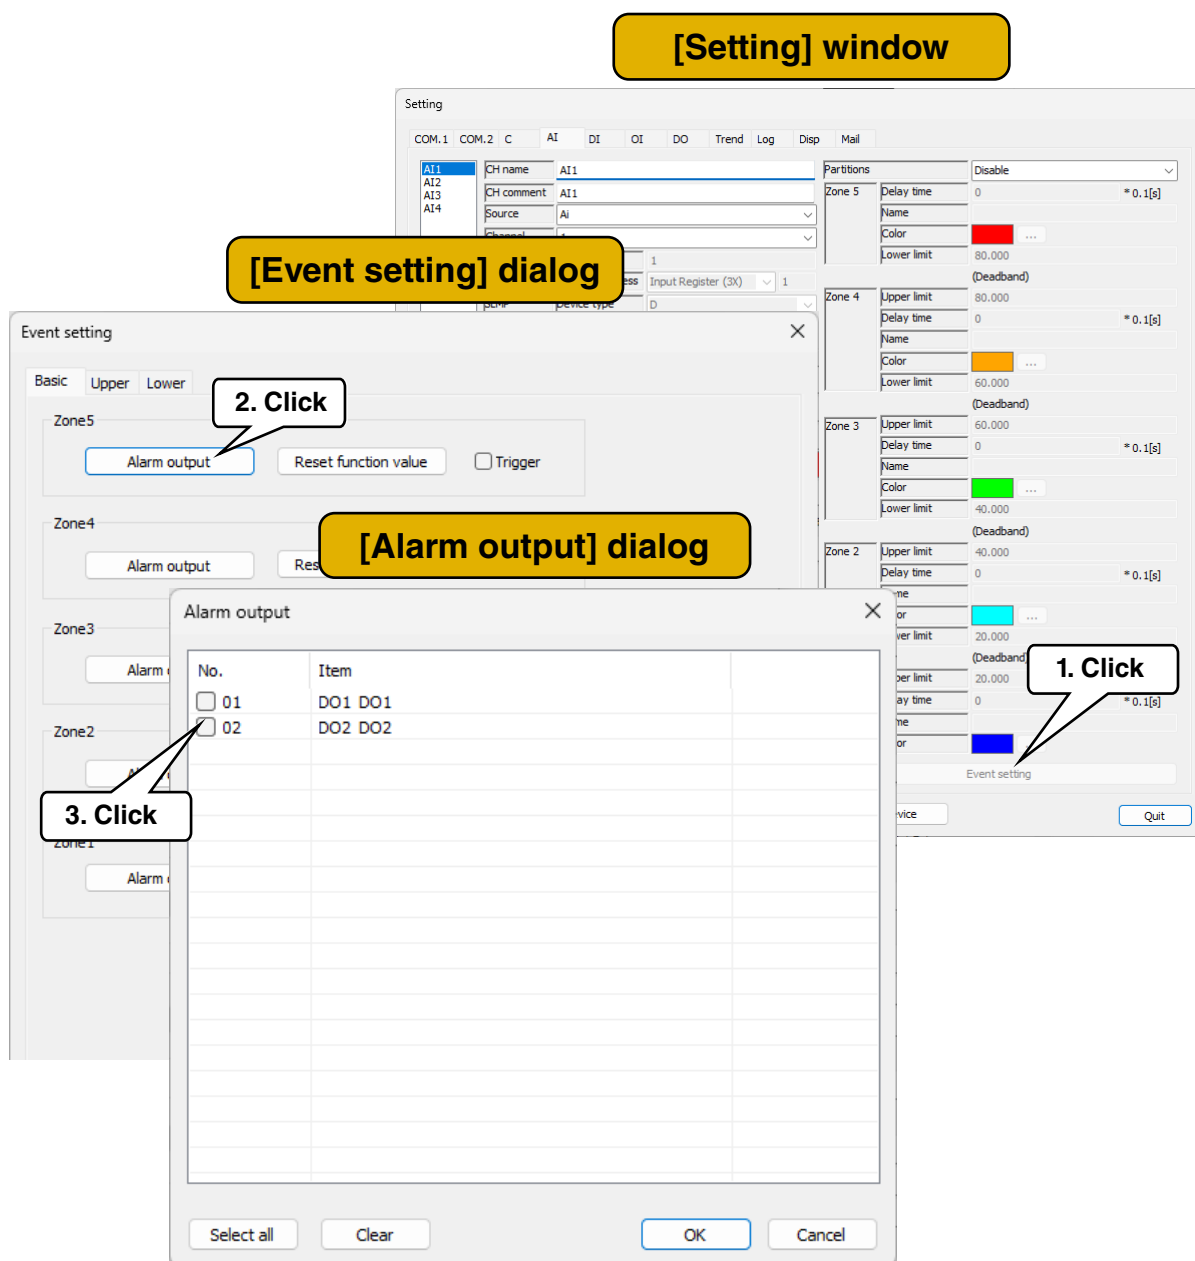 [Setting] window
Setting
COM.1 COM.2 C AI DI OI DO Trend Log Disp Mail
AI1
AI2
AI3
AI4
CH name AI1
CH comment AI1
Source Ai
1
Input Register (3X) 1
Device type D
Partitions Disable
Zone 5 Delay time 0 * 0.1[s]
Name
Color ...
Lower limit 80.000
(Deadband)
Zone 4 Upper limit 80.000
Delay time 0 * 0.1[s]
Name
Color ...
Lower limit 60.000
(Deadband)
Zone 3 Upper limit 60.000
Delay time 0 * 0.1[s]
Name
Color ...
Lower limit 40.000
(Deadband)
Zone 2 Upper limit 40.000
Delay time 0 * 0.1[s]
...
20.000
(Deadband)
20.000
0 * 0.1[s]
Event setting
Quit
1. Click
[Event setting] dialog
Event setting
Basic Upper Lower
2. Click
Zone5
Alarm output Reset function value Trigger
Zone4
Alarm output
Zone3
Alarm
Zone2
Zone1
Alarm
[Alarm output] dialog
Alarm output
No. Item
01 DO1 DO1
02 DO2 DO2
3. Click
Select all Clear OK Cancel